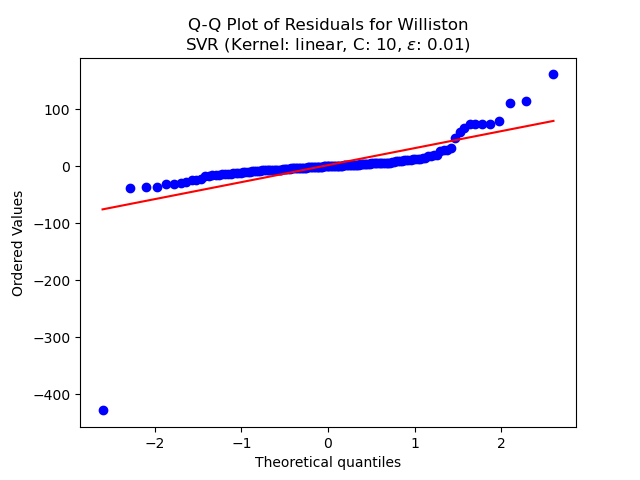 Q-Q Plot of Residuals for Williston
SVR (Kernel: linear, C: 10, ε: 0.01)
Ordered Values
100
0
−100
−200
−300
−400
−2
−1
0
1
2
Theoretical quantiles